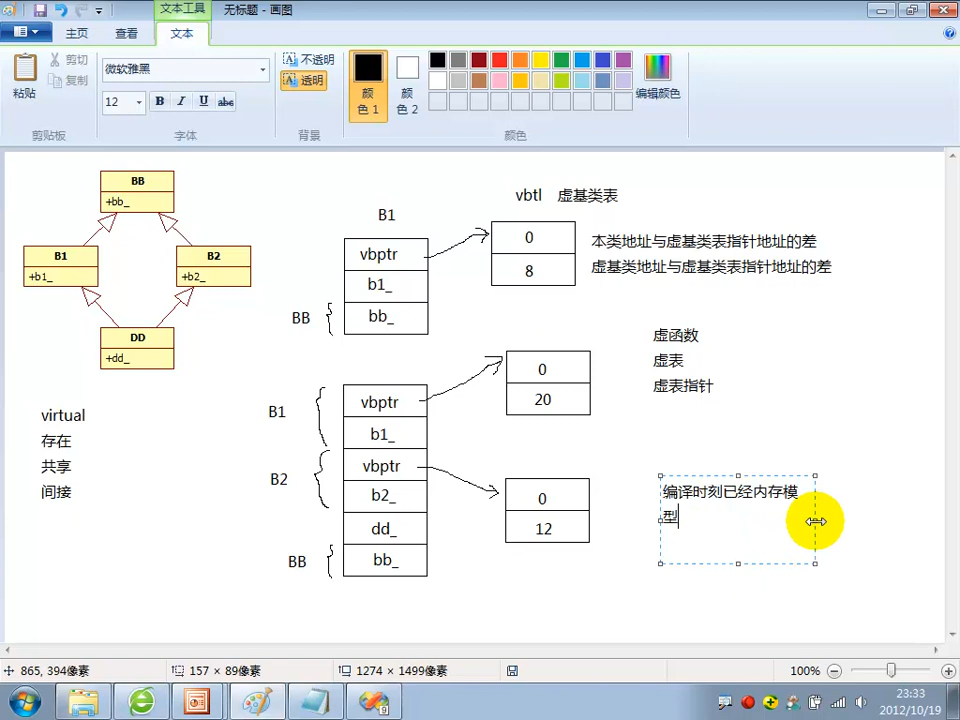 文本工具
无标题 - 画图
主页
查看
文本
粘贴
剪切
复制
剪贴板
微软雅黑
12
B
I
U
abc
字体
不透明
透明
背景
颜
色 1
颜
色 2
编辑颜色
颜色
BB
+bb_
B1
+b1_
B2
+b2_
DD
+dd_
virtual
存在
共享
间接
B1
vbptr
b1_
bb_
BB
vbtl 虚基类表
0
8
本类地址与虚基类表指针地址的差
虚基类地址与虚基类表指针地址的差
虚函数
虚表
虚表指针
B1
B2
BB
vbptr
b1_
vbptr
b2_
dd_
bb_
0
20
0
12
编译时刻已经内存模
型
865, 394像素
157 × 89像素
1274 × 1499像素
100%
23:33
2012/10/19